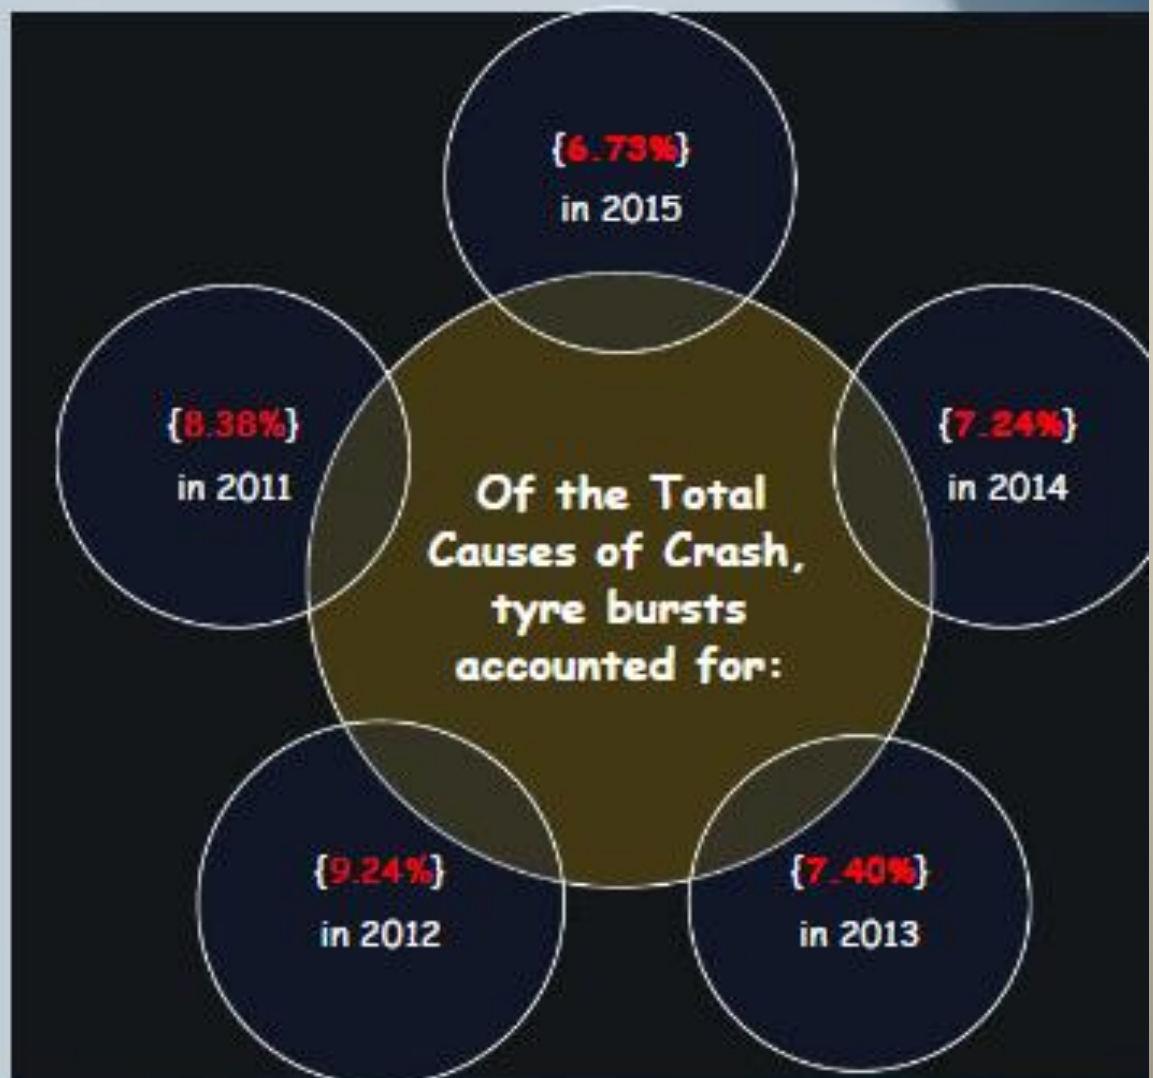 {6.73%}
in 2015
{8.38%}
in 2011
{7.24%}
in 2014
Of the Total
Causes of Crash,
tyre bursts
accounted for:
{9.24%}
in 2012
{7.40%}
in 2013